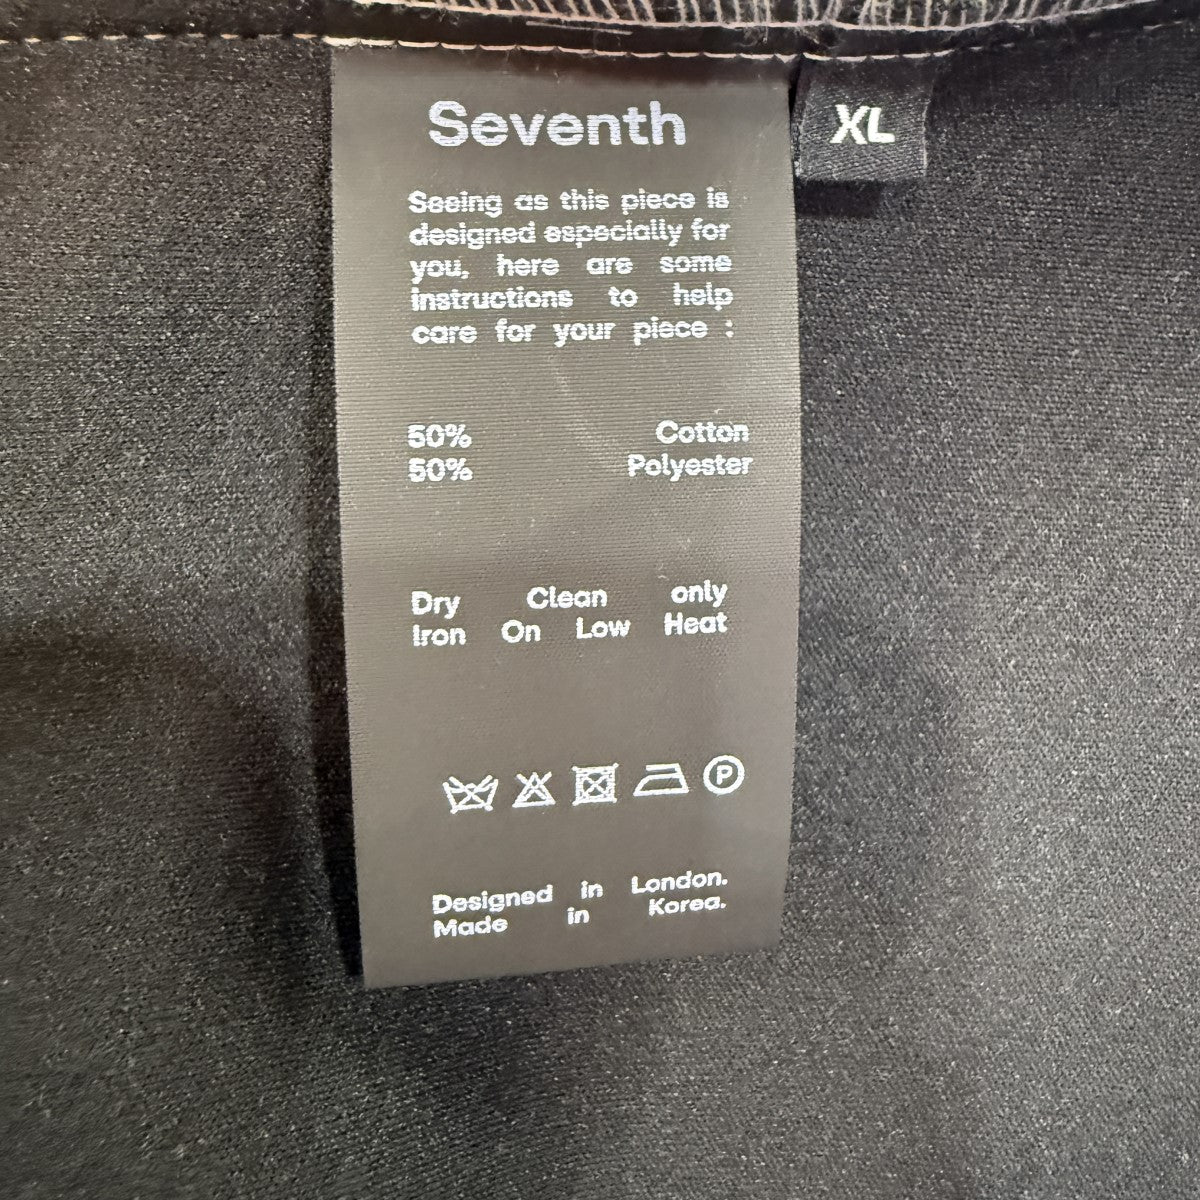 Seventh
XL
Seeing as this piece is
designed especially for
you, here are some
instructions to help
care for your piece :
50% Cotton
50% Polyester
Dry Clean only
Iron On Low Heat
P
Designed in London.
Made in Korea.